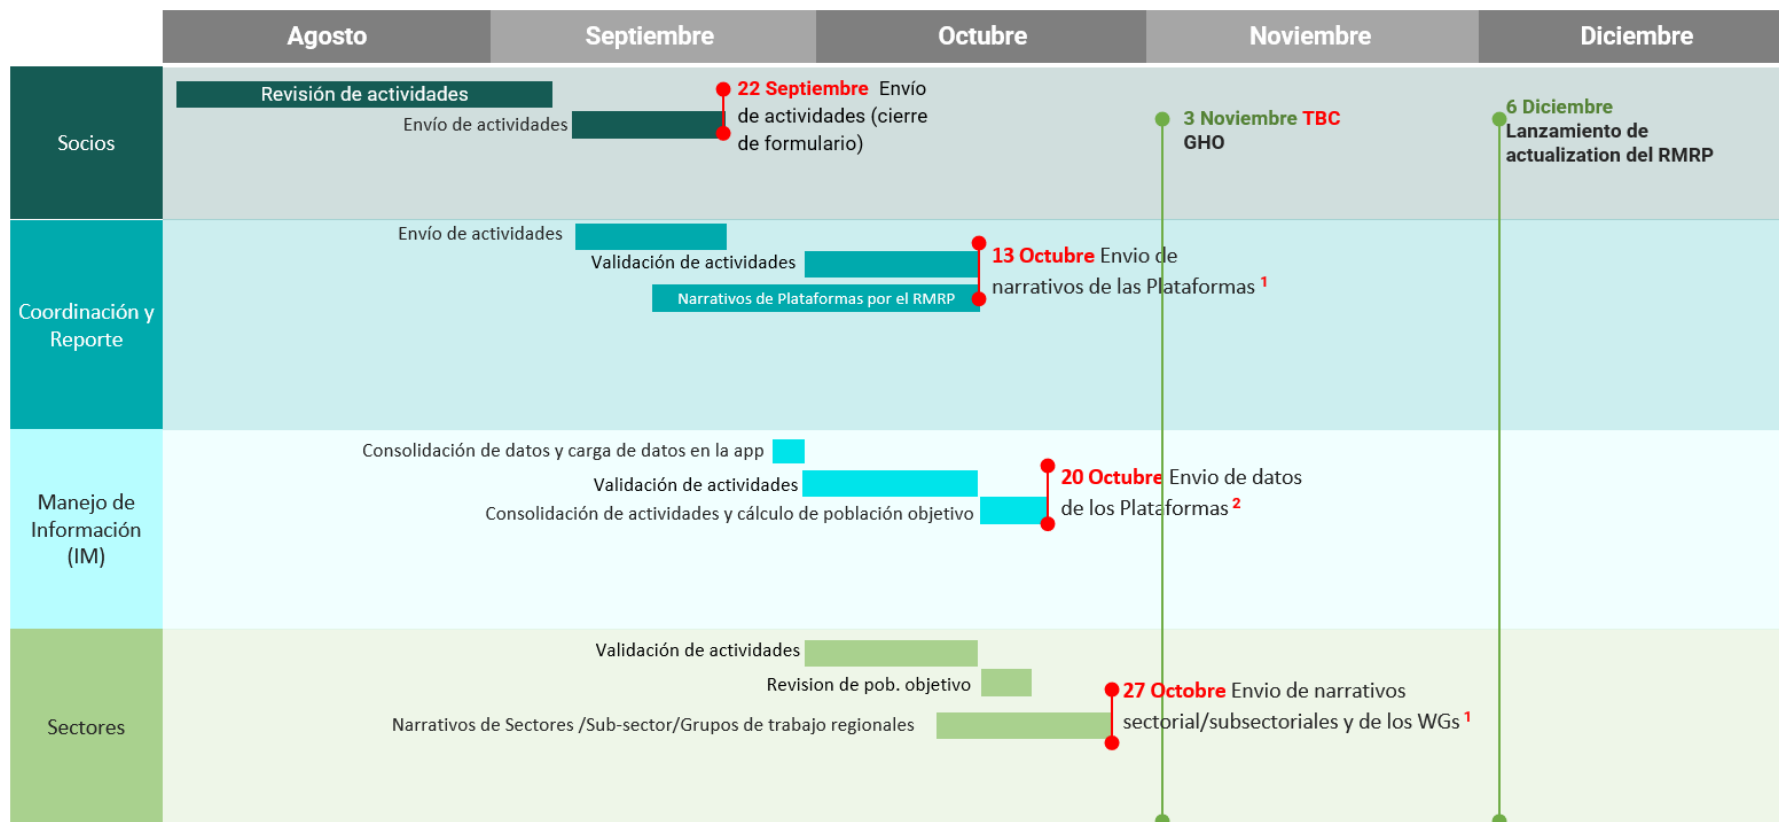 Agosto
Septiembre
Octubre
Noviembre
Diciembre
Socios
Revisión de actividades
Envío de actividades
22 Septiembre Envío
de actividades (cierre
de formulario)
3 Noviembre TBC
GHO
6 Diciembre
Lanzamiento de
actualization del RMRP
Coordinación y
Reporte
Envío de actividades
Validación de actividades
Narrativos de Plataformas por el RMRP
13 Octubre Envio de
narrativos de las Plataformas 1
Manejo de
Información
(IM)
Consolidación de datos y carga de datos en la app
Validación de actividades
Consolidación de actividades y cálculo de población objetivo
20 Octubre Envio de datos
de los Plataformas 2
Sectores
Validación de actividades
Revision de pob. objetivo
Narrativos de Sectores /Sub-sector/Grupos de trabajo regionales
27 Octobre Envio de narrativos
sectorial/subsectoriales y de los WGs 1